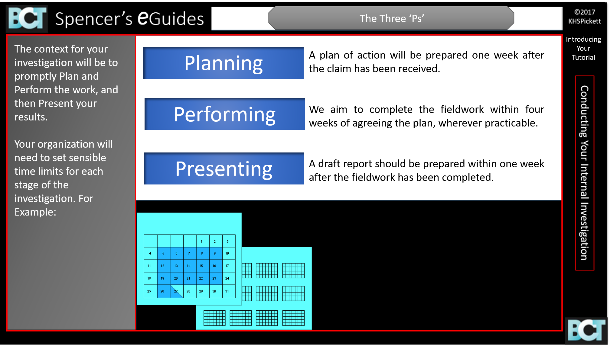 BCT Spencer's eGuides
The Three 'Ps'
©2017
KHSPickett
The context for your
investigation will be to
promptly Plan and
Perform the work, and
then Present your
results.
Your organization will
need to set sensible
time limits for each
stage of the
investigation. For
Example:
Planning
A plan of action will be prepared one week after
the claim has been received.
Performing
We aim to complete the fieldwork within four
weeks of agreeing the plan, wherever practicable.
Presenting
A draft report should be prepared within one week
after the fieldwork has been completed.
Introducing
Your
Tutorial
Conducting Your Internal Investigation
BCT